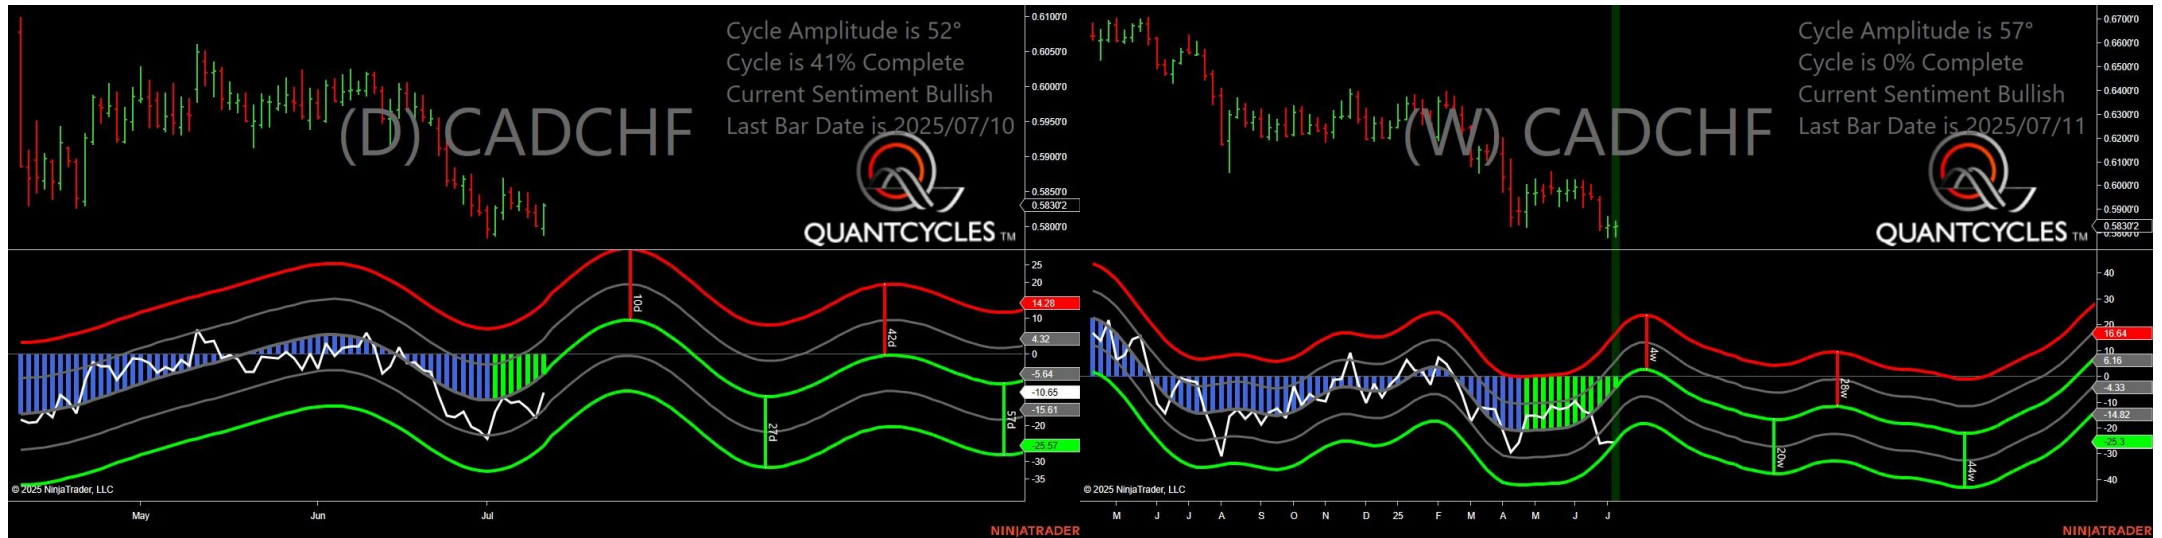 (D) CADCHF
Cycle Amplitude is 52°
Cycle is 41% Complete
Current Sentiment Bullish
Last Bar Date is 2025/07/10
QUANTCYCLES TM
0.6100'0
0.6050'0
0.6000'0
0.5950'0
0.5900'0
0.5850'0
0.5830'2
0.5800'0
25
20
14.28
10
4.32
0
-5.64
-10.65
-15.61
-20
-25.57
-30
-35
10d
42d
27d
57d
© 2025 NinjaTrader, LLC
May
Jun
Jul
NINJATRADER
(W) CADCHF
Cycle Amplitude is 57°
Cycle is 0% Complete
Current Sentiment Bullish
Last Bar Date is 2025/07/11
QUANTCYCLES TM
0.6700'0
0.6600'0
0.6500'0
0.6400'0
0.6300'0
0.6200'0
0.6100'0
0.6000'0
0.5900'0
0.5830'2
40
30
20
16.64
10
6.16
0
-4.33
-10
-14.82
-20
-25.3
-30
-40
4w
28w
20w
44w
© 2025 NinjaTrader, LLC
M J J A S O N D 25 F M A M J J
NINJATRADER